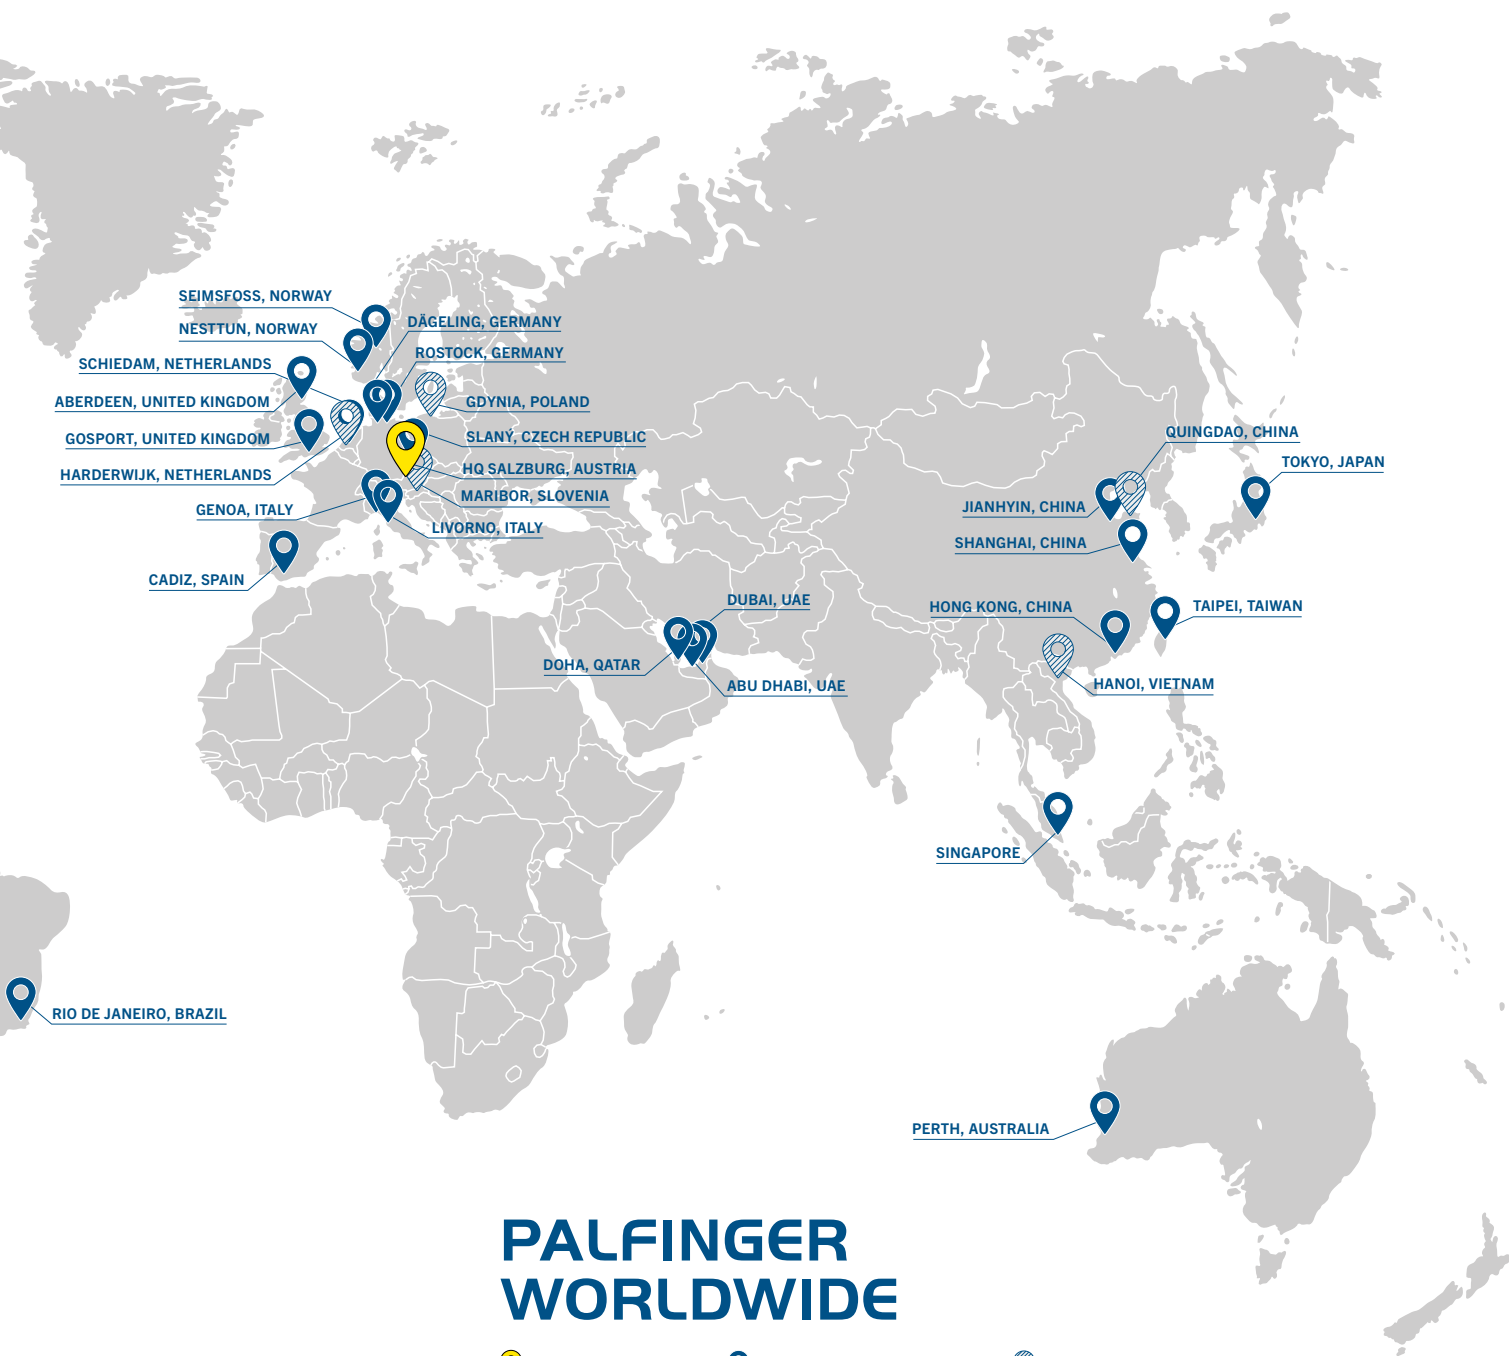 SEIMSFOSS, NORWAY
NESTTUN, NORWAY
DÄGELING, GERMANY
ROSTOCK, GERMANY
SCHIEDAM, NETHERLANDS
ABERDEEN, UNITED KINGDOM
GDYNIA, POLAND
GOSPORT, UNITED KINGDOM
SLANÝ, CZECH REPUBLIC
HARDERWIJK, NETHERLANDS
HQ SALZBURG, AUSTRIA
MARIBOR, SLOVENIA
GENOA, ITALY
LIVORNO, ITALY
CADIZ, SPAIN
QUINGDAO, CHINA
TOKYO, JAPAN
JIANHYIN, CHINA
SHANGHAI, CHINA
DUBAI, UAE
HONG KONG, CHINA
TAIPEI, TAIWAN
DOHA, QATAR
ABU DHABI, UAE
HANOI, VIETNAM
SINGAPORE
RIO DE JANEIRO, BRAZIL
PERTH, AUSTRALIA
PALFINGER
WORLDWIDE